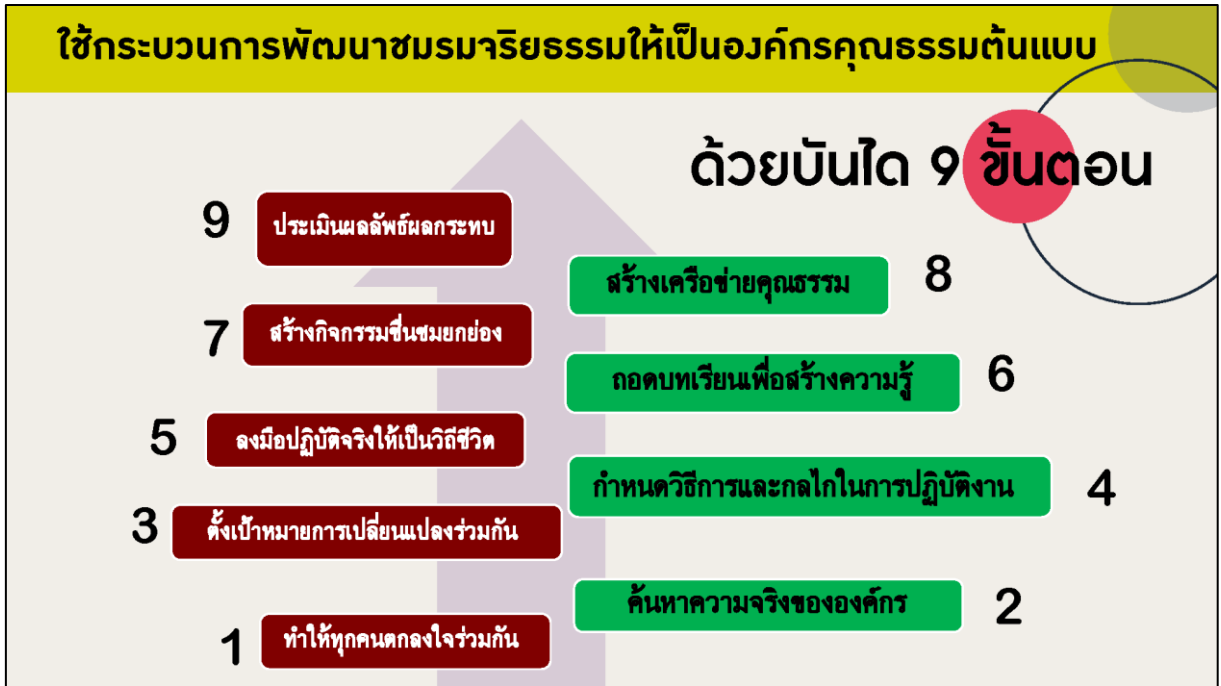 ใช้กระบวนการพัฒนาชมรมจริยธรรมให้เป็นองค์กรคุณธรรมต้นแบบ
ด้วยบันได 9 ขั้นตอน
9 ประเมินผลลัพธ์ผลกระทบ
สร้างเครือข่ายคุณธรรม 8
7 สร้างกิจกรรมชื่นชมยกย่อง
ถอดบทเรียนเพื่อสร้างความรู้ 6
5 ลงมือปฏิบัติจริงให้เป็นวิถีชีวิต
กำหนดวิธีการและกลไกในการปฏิบัติงาน 4
3 ตั้งเป้าหมายการเปลี่ยนแปลงร่วมกัน
ค้นหาความจริงขององค์กร 2
1 ทำให้ทุกคนตกลงใจร่วมกัน